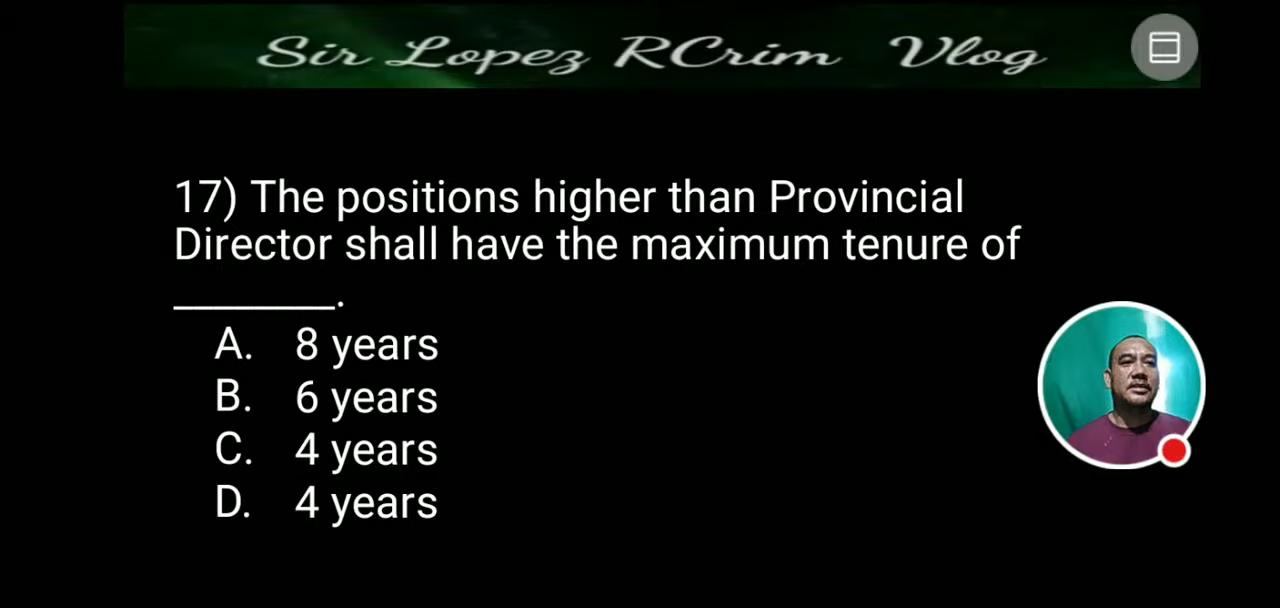 Sir Lopez RCrim Vlog
17) The positions higher than Provincial
Director shall have the maximum tenure of
________.
A. 8 years
B. 6 years
C. 4 years
D. 4 years